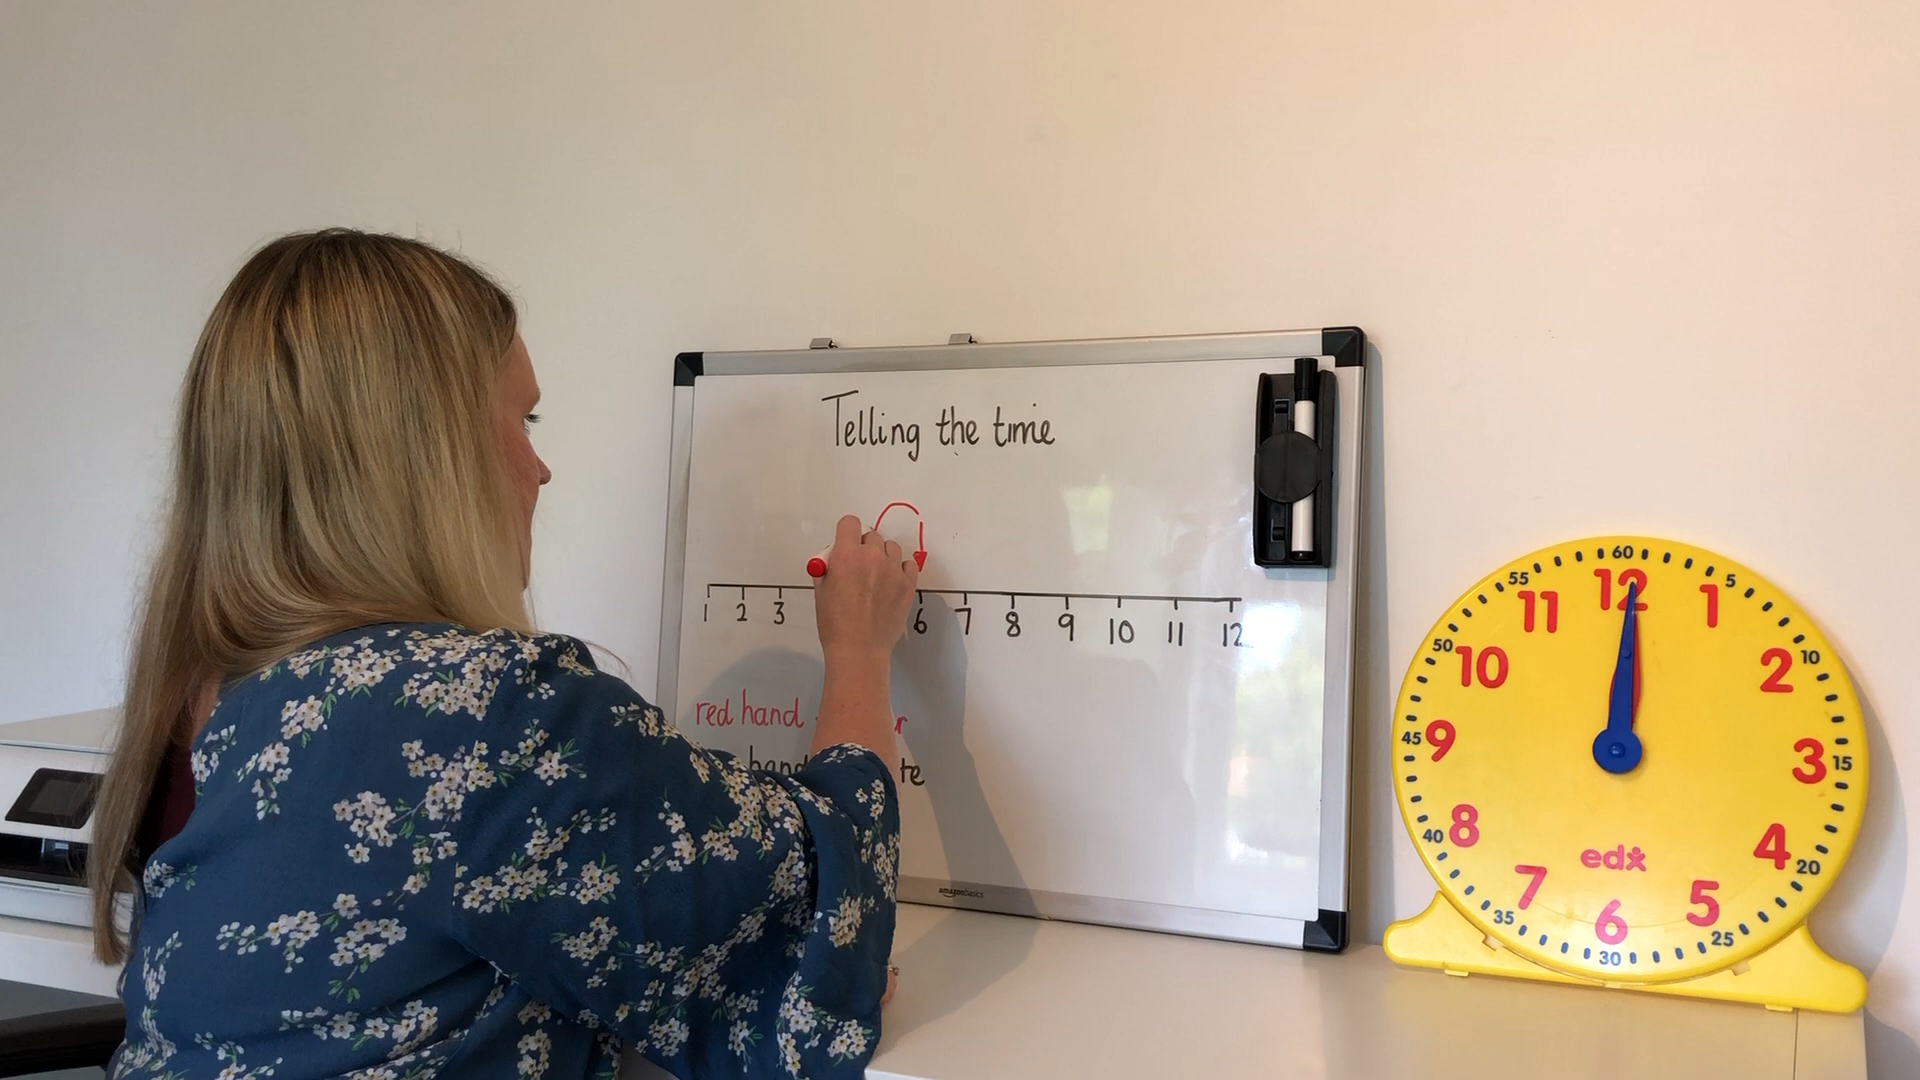 Telling the time
1 2 3 6 7 8 9 10 11 12
red hand
hand
amazonbasics
60
55 5
12
11 1
50 10
10 2
45 9 3 15
40 8 4 20
edx
7 5
35 6 25
30